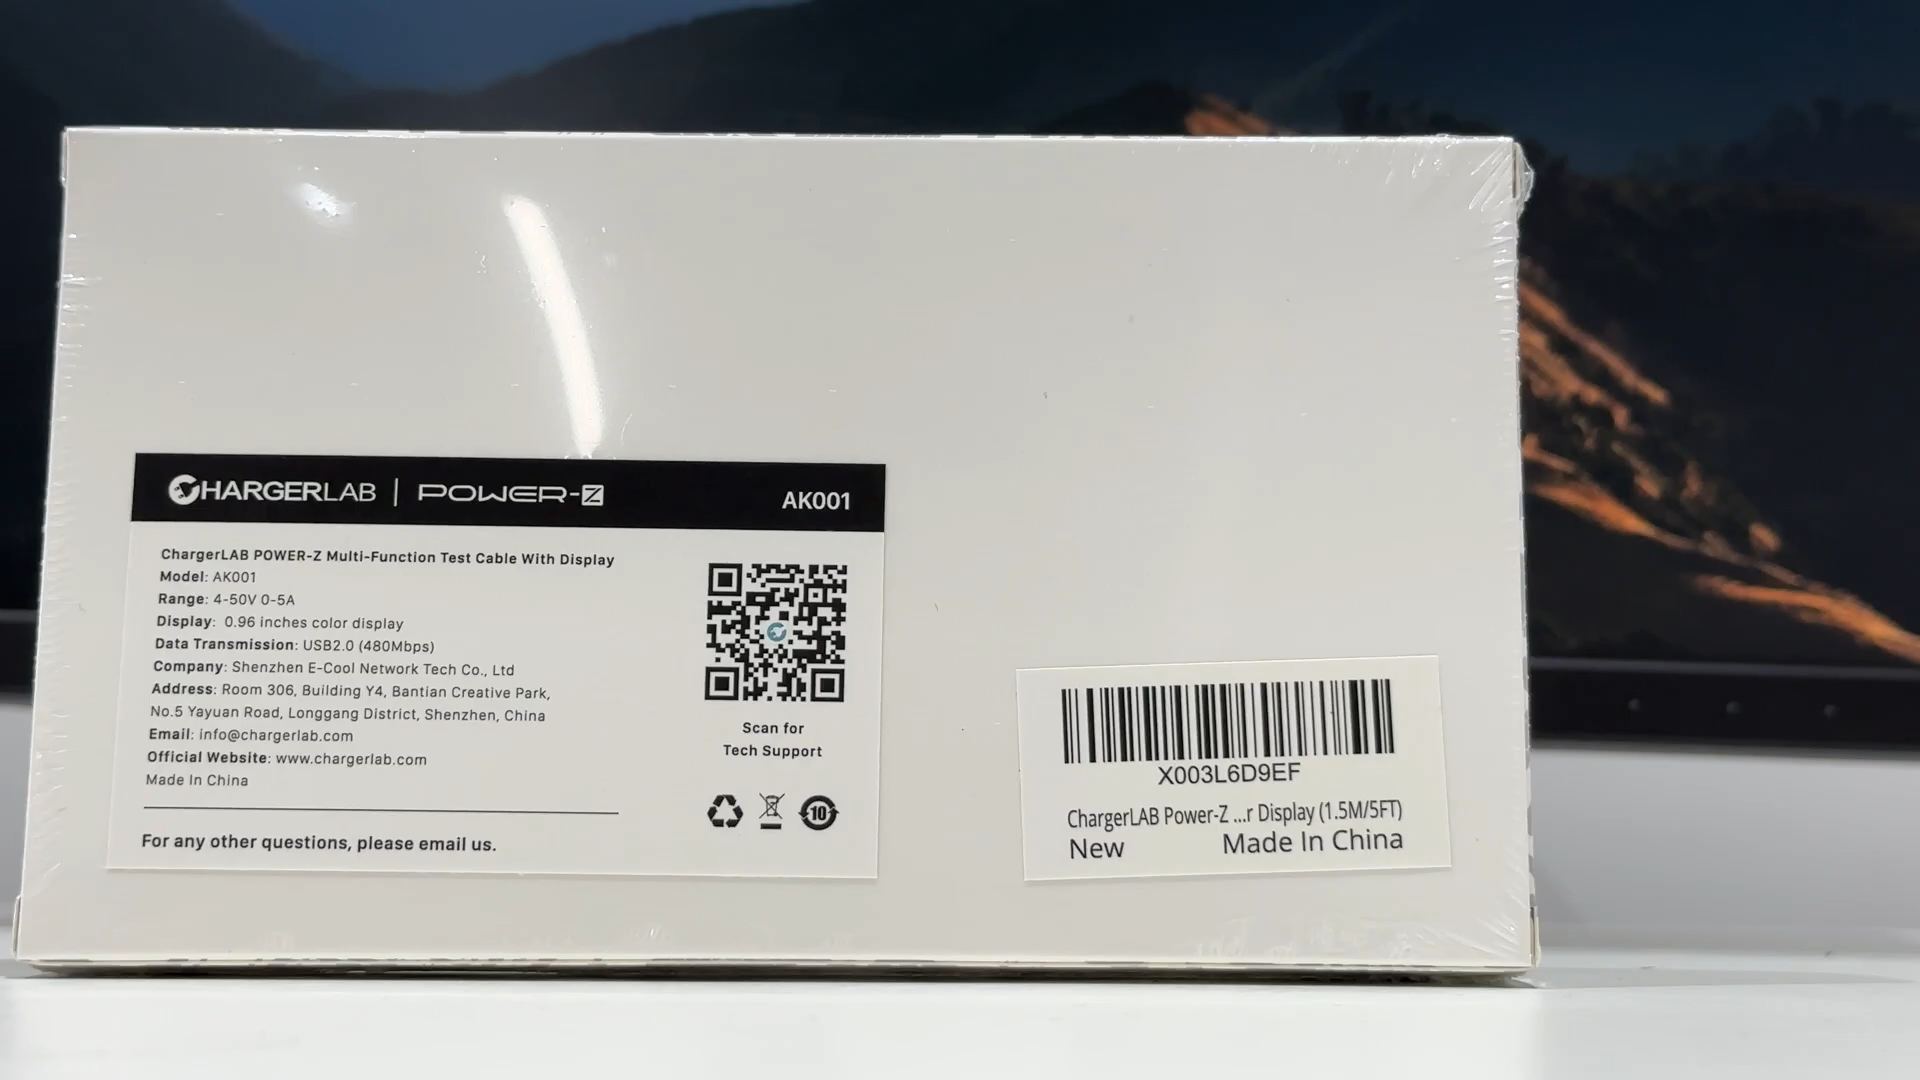 CHARGERLAB | POWER-Z AK001
ChargerLAB POWER-Z Multi-Function Test Cable With Display
Model: AK001
Range: 4-50V 0-5A
Display: 0.96 inches color display
Data Transmission: USB2.0 (480Mbps)
Company: Shenzhen E-Cool Network Tech Co., Ltd
Address: Room 306, Building Y4, Bantian Creative Park,
No.5 Yayuan Road, Longgang District, Shenzhen, China
Email: info@chargerlab.com
Official Website: www.chargerlab.com
Made In China
For any other questions, please email us.
Scan for
Tech Support
10
X003L6D9EF
ChargerLAB Power-Z ...r Display (1.5M/5FT)
New Made In China